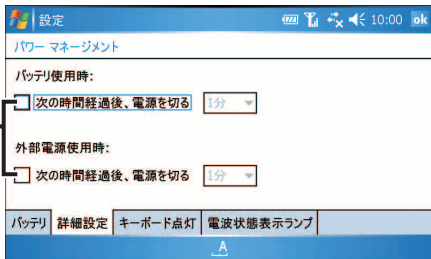 設定 10:00 ok
パワー マネージメント
バッテリ使用時:
次の時間経過後、電源を切る 1分
外部電源使用時:
次の時間経過後、電源を切る 1分
バッテリ 詳細設定 キーボード点灯 電波状態表示ランプ
A